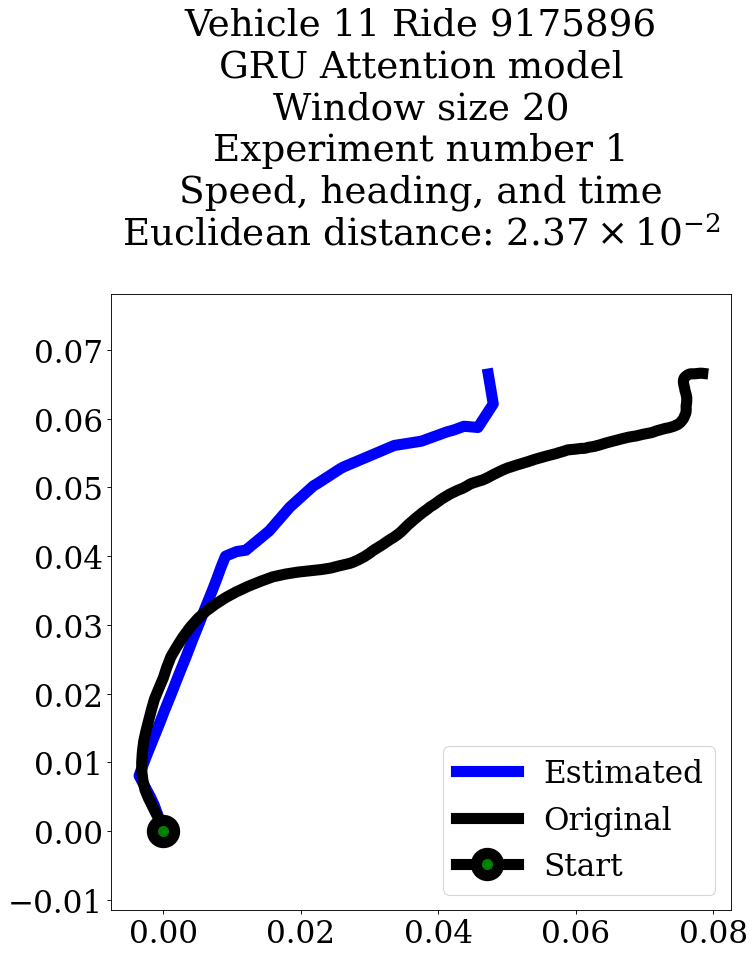 Vehicle 11 Ride 9175896
GRU Attention model
Window size 20
Experiment number 1
Speed, heading, and time
Euclidean distance: 2.37 × 10⁻²
0.07
0.06
0.05
0.04
0.03
0.02
0.01
0.00
−0.01
Estimated
Original
Start
0.00 0.02 0.04 0.06 0.08